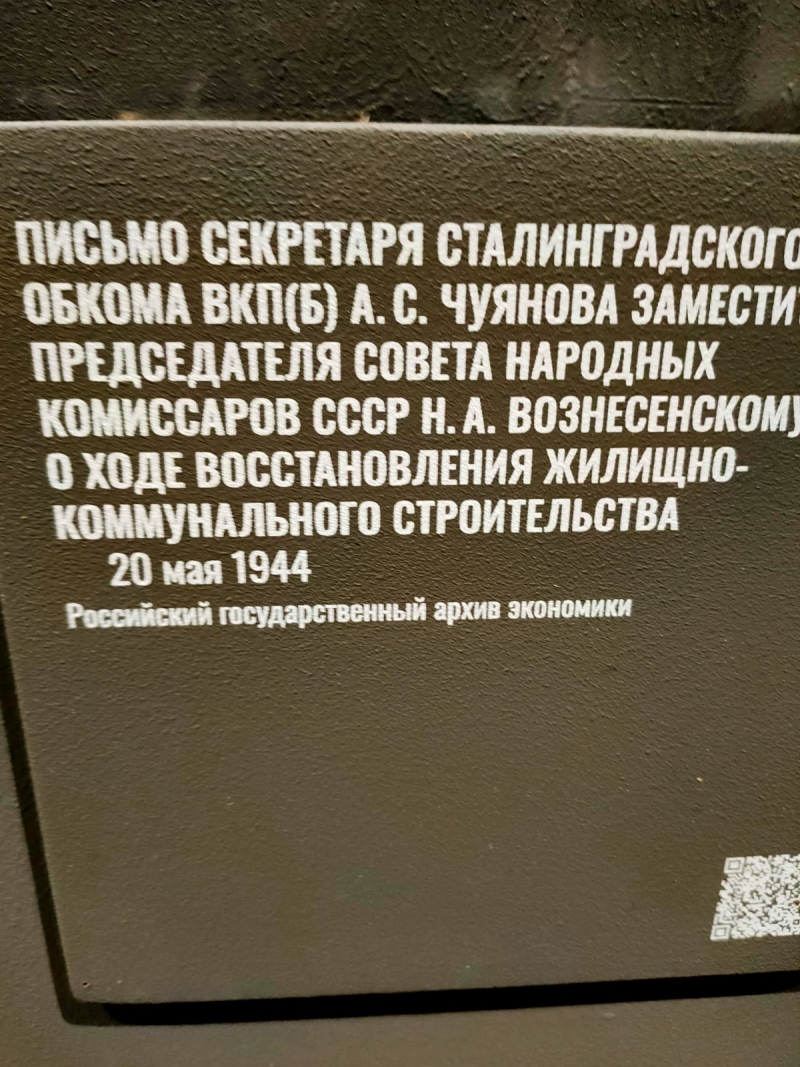 ПИСЬМО СЕКРЕТАРЯ СТАЛИНГРАДСКОГО
ОБКОМА ВКП(Б) А. С. ЧУЯНОВА ЗАМЕСТИ
ПРЕДСЕДАТЕЛЯ СОВЕТА НАРОДНЫХ
КОМИССАРОВ СССР Н. А. ВОЗНЕСЕНСКОМУ
О ХОДЕ ВОССТАНОВЛЕНИЯ ЖИЛИЩНО-
КОММУНАЛЬНОГО СТРОИТЕЛЬСТВА
20 мая 1944
Российский государственный архив экономики